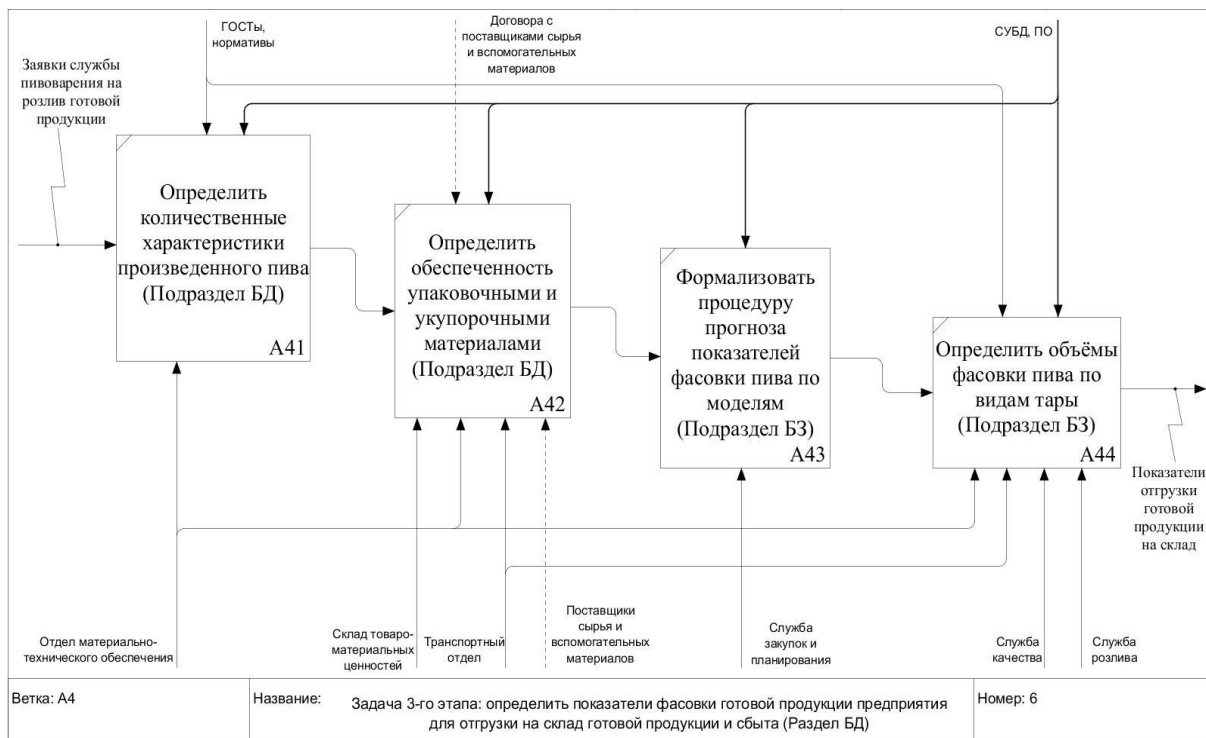 ГОСТы,
нормативы
Договора с
поставщиками сырья
и вспомогательных
материалов
СУБД, ПО
Заявки службы
пивоварения на
розлив готовой
продукции
Определить
количественные
характеристики
произведенного пива
(Подраздел БД)
A41
Определить
обеспеченность
упаковочными и
укупорочными
материалами
(Подраздел БД)
A42
Формализовать
процедуру
прогноза
показателей
фасовки пива по
моделям
(Подраздел БЗ)
A43
Определить объёмы
фасовки пива по
видам тары
(Подраздел БЗ)
A44
Показатели
отгрузки
готовой
продукции
на склад
Отдел материально-
технического обеспечения
Склад товаро-
материальных
ценностей
Транспортный
отдел
Поставщики
сырья и
вспомогательных
материалов
Служба
закупок и
планирования
Служба
качества
Служба
розлива
Ветка: A4
Название:
Задача 3-го этапа: определить показатели фасовки готовой продукции предприятия
для отгрузки на склад готовой продукции и сбыта (Раздел БД)
Номер: 6